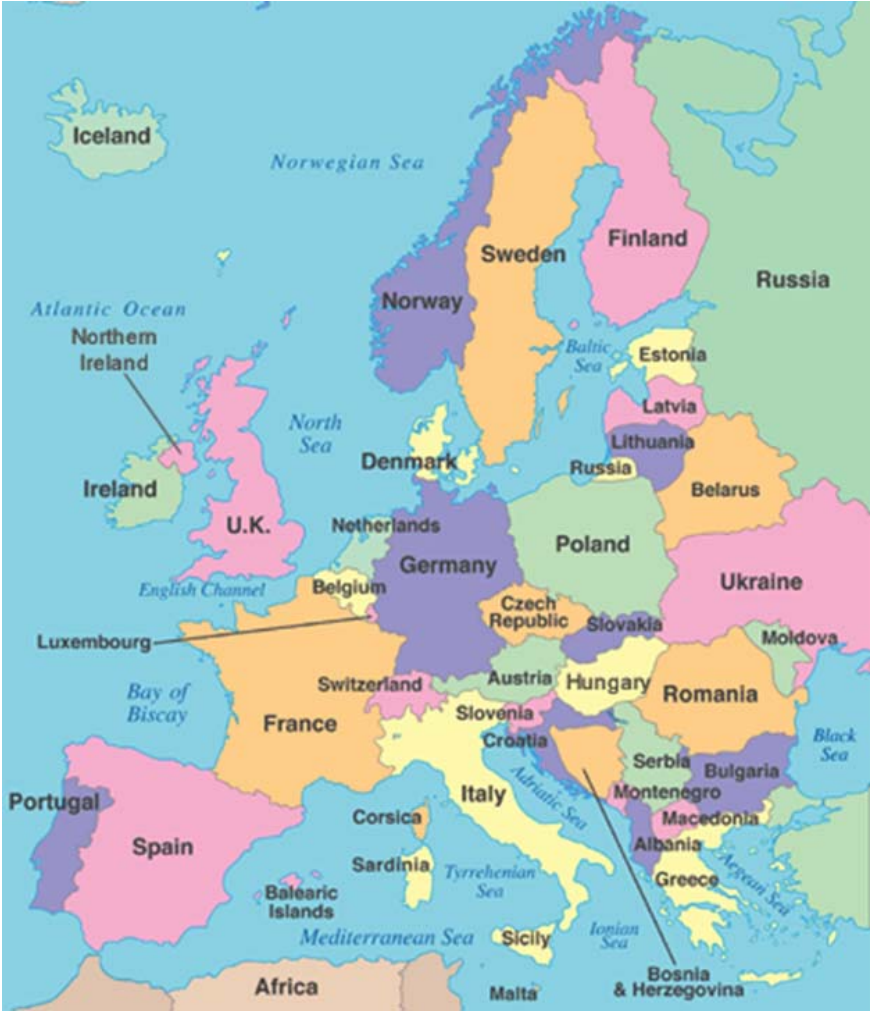 Iceland
Norwegian Sea
Finland
Sweden
Russia
Norway
Atlantic Ocean
Northern
Ireland
Baltic
Sea
Estonia
Latvia
North
Sea
Lithuania
Denmark
Russia
Ireland
Belarus
U.K.
Netherlands
Poland
Germany
Ukraine
English Channel
Belgium
Czech
Republic
Slovakia
Luxembourg
Moldova
Austria
Switzerland
Hungary
Romania
Bay of
Biscay
France
Slovenia
Croatia
Black
Sea
Serbia
Bulgaria
Adriatic Sea
Italy
Montenegro
Portugal
Corsica
Macedonia
Spain
Albania
Sardinia
Tyrrehenian
Sea
Greece
Aegean Sea
Balearic
Islands
Mediterranean Sea
Sicily
Ionian
Sea
Africa
Malta
Bosnia
& Herzegovina